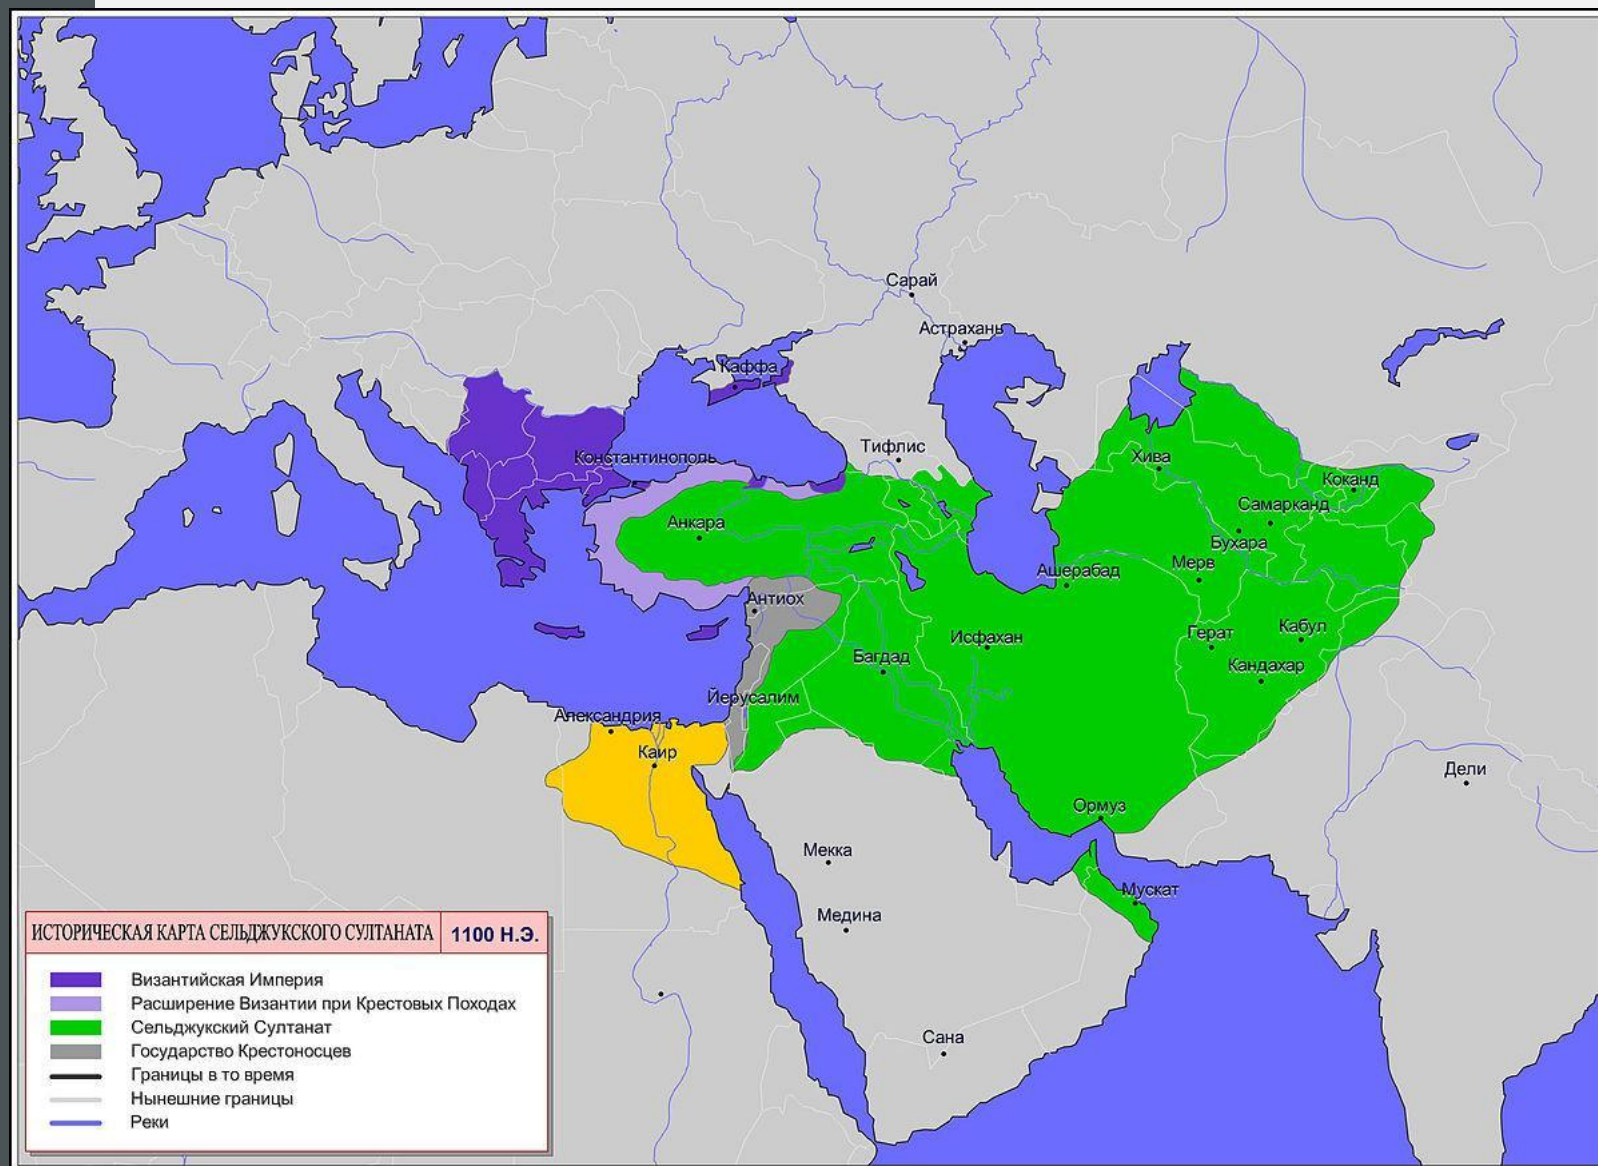 Сарай
Астрахань
Каффа
Тифлис
Константинополь
Хива
Коканд
Самарканд
Анкара
Бухара
Мерв
Ашерабад
Антиох
Исфахан
Герат
Кабул
Багдад
Кандахар
Йерусалим
Александрия
Каир
Дели
Ормуз
Мекка
Мускат
Медина
Сана
ИСТОРИЧЕСКАЯ КАРТА СЕЛЬДЖУКСКОГО СУЛТАНАТА 1100 Н.Э.
Византийская Империя
Расширение Византии при Крестовых Походах
Сельджукский Султанат
Государство Крестоносцев
Границы в то время
Нынешние границы
Реки